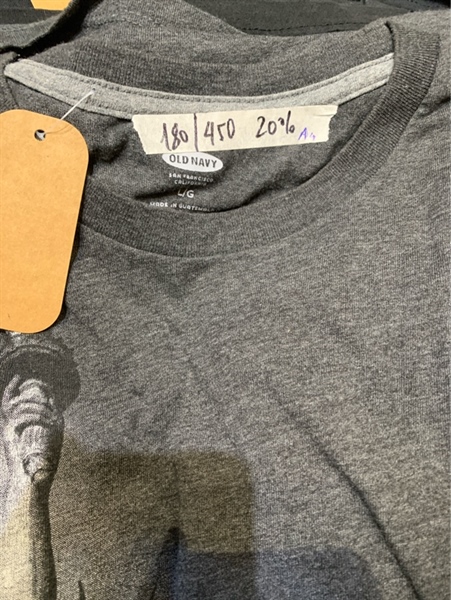 180/450 20% A4
OLD NAVY
SAN FRANCISCO
CALIFORNIA
L/G
MADE IN GUATEMALA